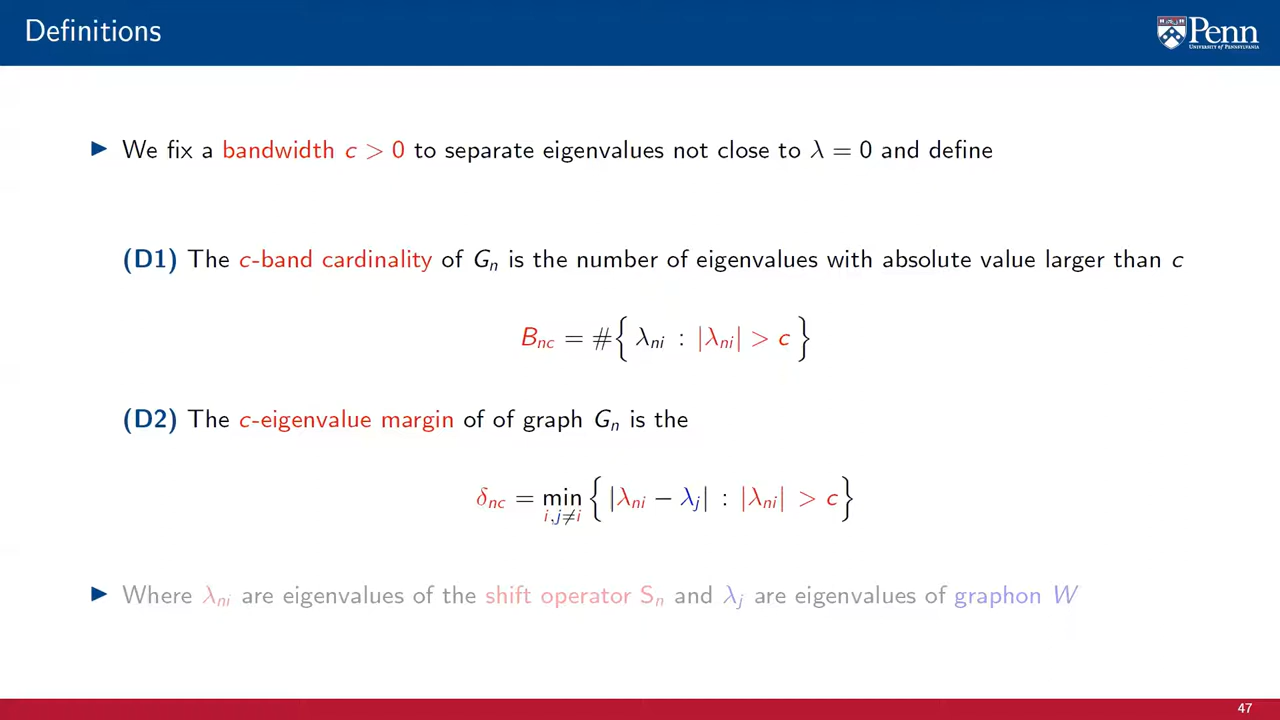 Definitions
Penn
UNIVERSITY OF PENNSYLVANIA
▶ We fix a bandwidth c > 0 to separate eigenvalues not close to λ = 0 and define
(D1) The c-band cardinality of Gₙ is the number of eigenvalues with absolute value larger than c
Bₙc = #{ λₙᵢ : |λₙᵢ| > c }
(D2) The c-eigenvalue margin of of graph Gₙ is the
δₙc = min i,j≠i { |λₙᵢ − λⱼ| : |λₙᵢ| > c }
▶ Where λₙᵢ are eigenvalues of the shift operator Sₙ and λⱼ are eigenvalues of graphon W
47